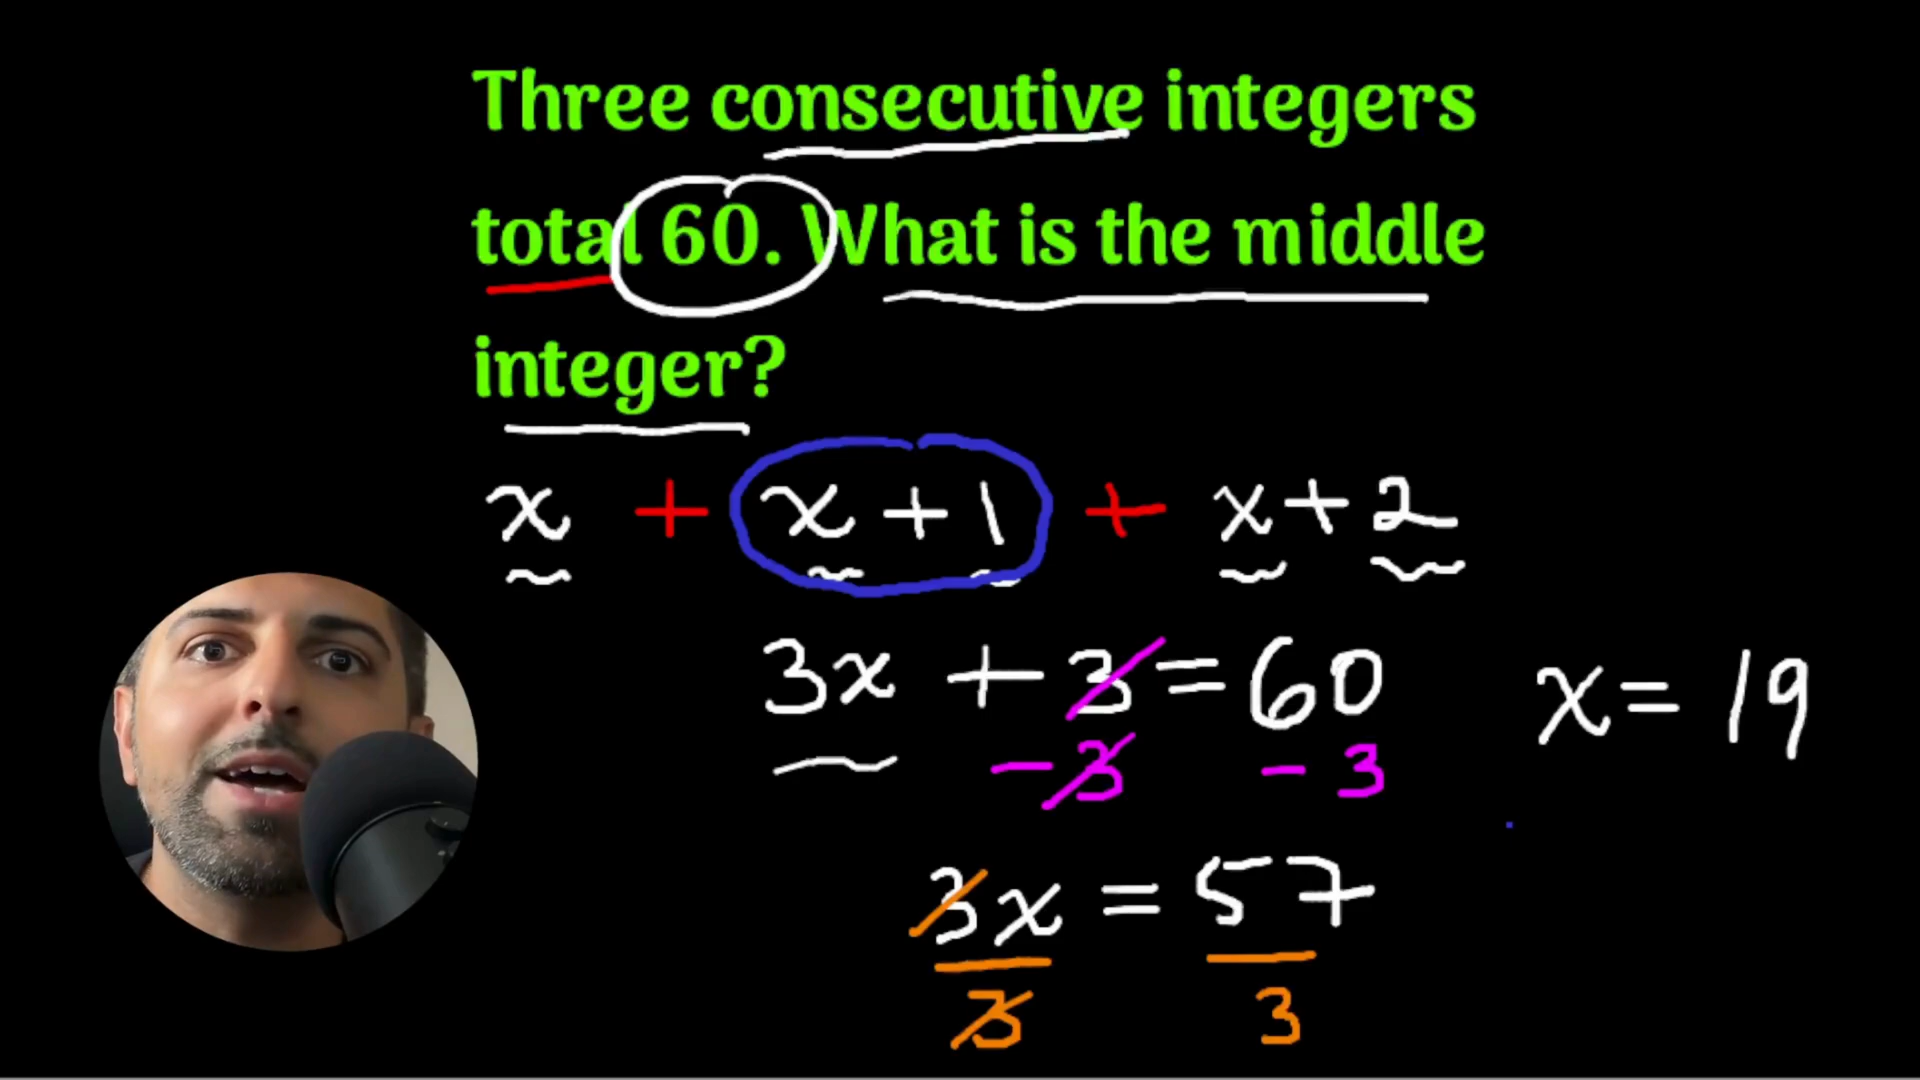 Three consecutive integers
total 60. What is the middle
integer?
x + x + 1 + x + 2
3x + 3 = 60
x = 19
- 3 - 3
3x = 57
3 3